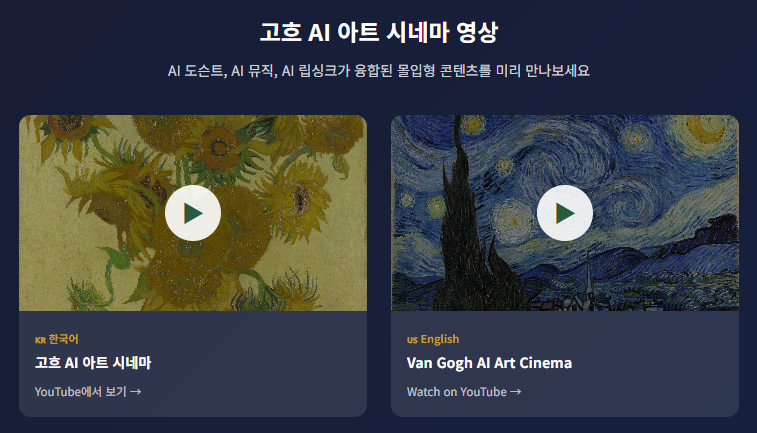 고흐 AI 아트 시네마 영상
AI 도슨트, AI 뮤직, AI 립싱크가 융합된 몰입형 콘텐츠를 미리 만나보세요
KR 한국어
고흐 AI 아트 시네마
YouTube에서 보기 →
US English
Van Gogh AI Art Cinema
Watch on YouTube →